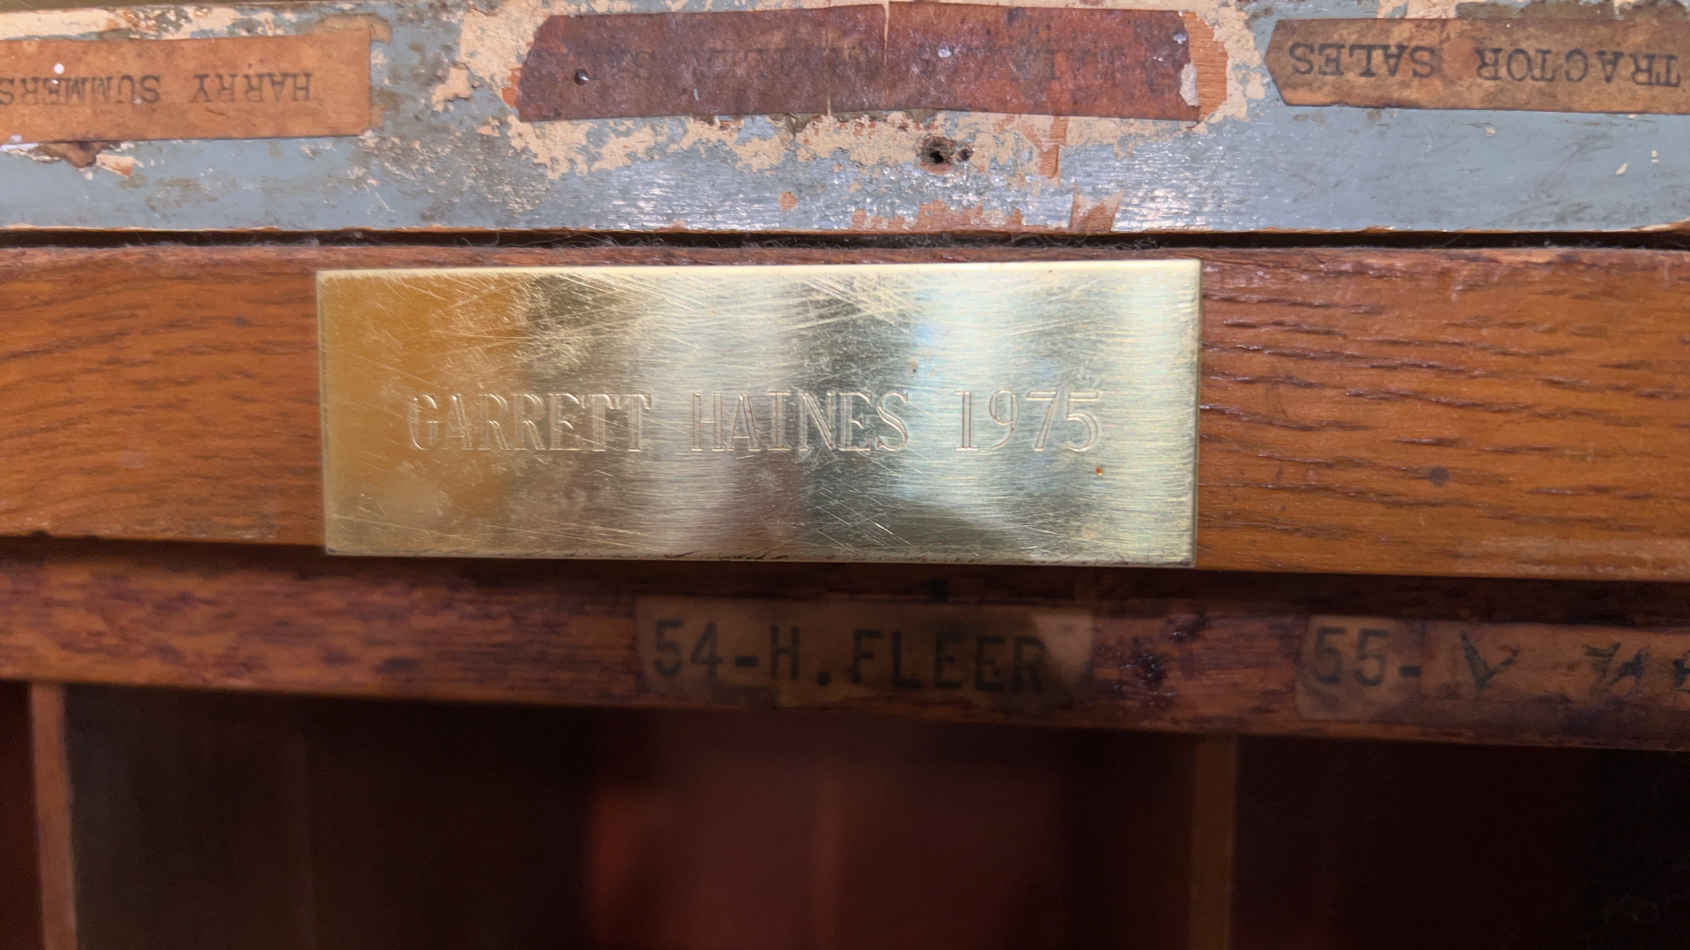 HARRY SUMMERS
TRACTOR SALES
GARRETT HAINES 1975
54-H.FLEER
55-